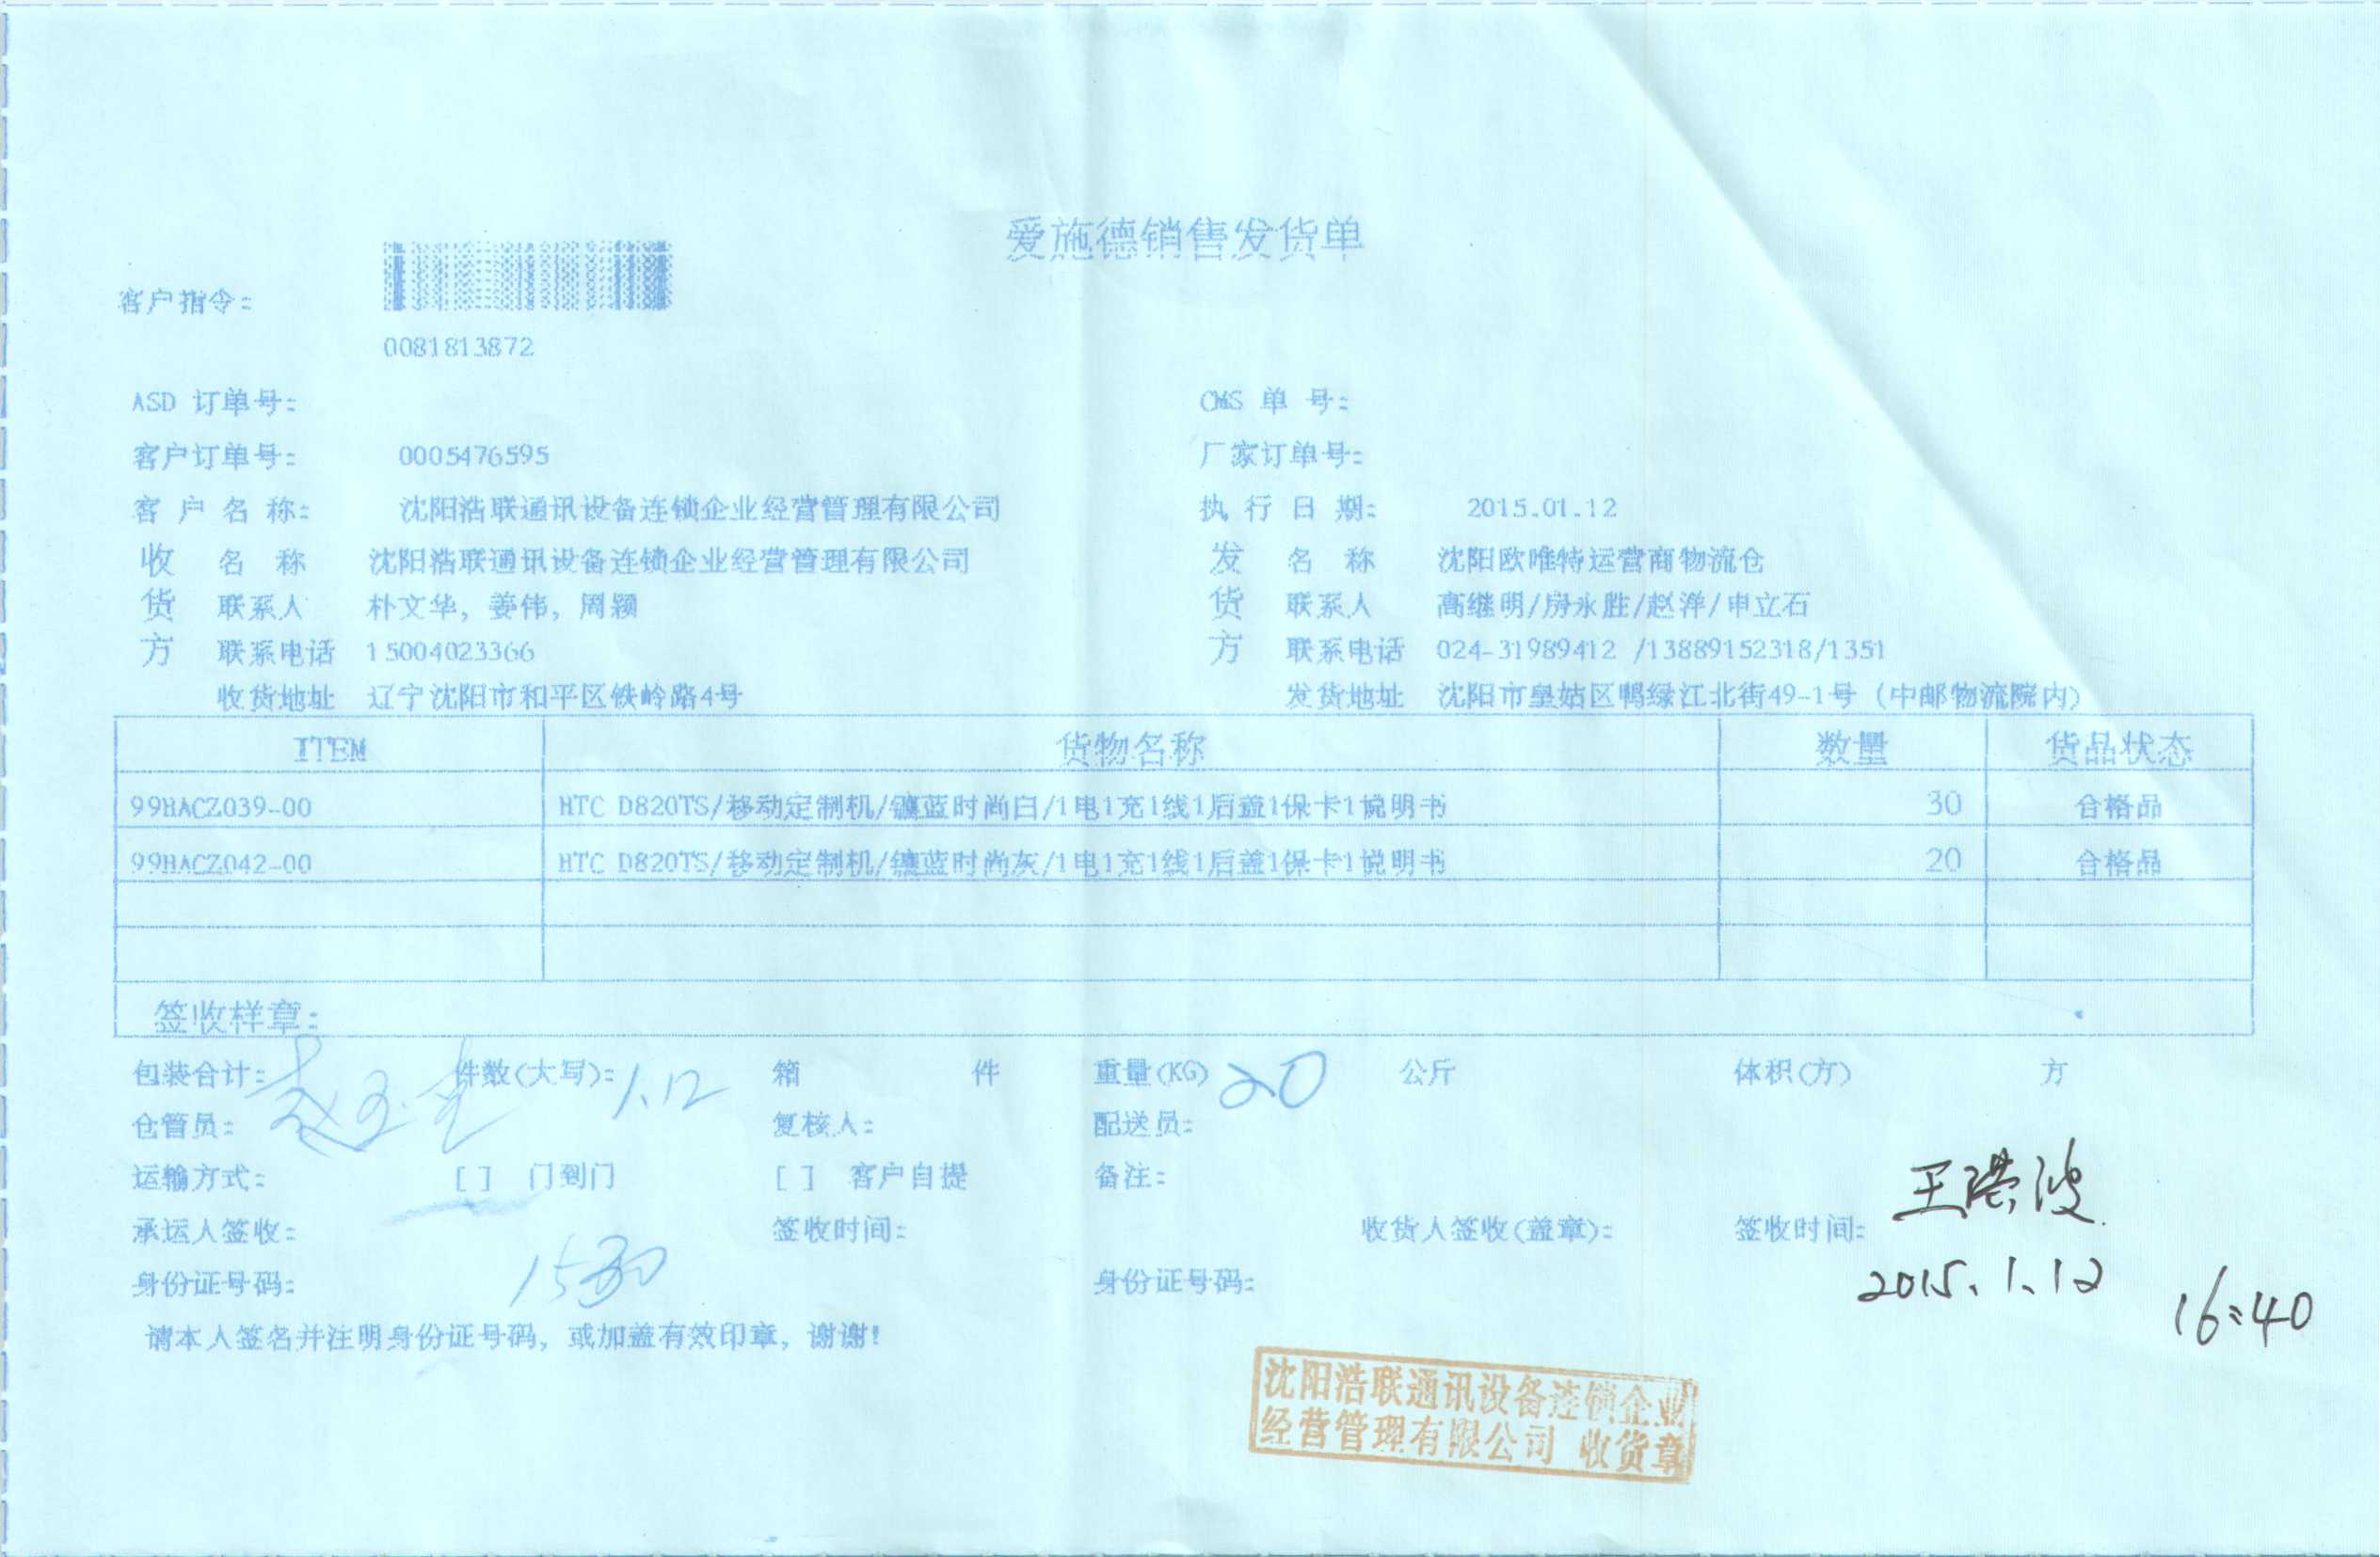 爱施德销售发货单
客户指令:
0081813872
ASD 订单号: CMS 单 号:
客户订单号: 0005476595 厂家订单号:
客 户 名 称: 沈阳浩联通讯设备连锁企业经营管理有限公司 执 行 日 期: 2015.01.12
收 名 称 沈阳浩联通讯设备连锁企业经营管理有限公司 发 名 称 沈阳欧唯特运营商物流仓
货 联系人 朴文华, 姜伟, 周颖 货 联系人 高继明/房永胜/赵洋/申立石
方 联系电话 15004023366 方 联系电话 024-31989412 /13889152318/1351
收货地址 辽宁沈阳市和平区铁岭路4号 发货地址 沈阳市皇姑区鸭绿江北街49-1号 (中邮物流院内)
ITEM 货物名称 数量 货品状态
99HACZ039-00 HTC D820TS/移动定制机/镶蓝时尚白/1电1充1线1后盖1保卡1说明书 30 合格品
99HACZ042-00 HTC D820TS/移动定制机/镶蓝时尚灰/1电1充1线1后盖1保卡1说明书 20 合格品
签收样章:
包装合计: 件数(大写): 1.12 箱 件 重量(KG) 20 公斤 体积(方) 方
仓管员: 复核人: 配送员:
运输方式: [ ] 门到门 [ ] 客户自提 备注:
王洪波
承运人签收: 签收时间: 收货人签收(盖章): 签收时间:
身份证号码: 1530 身份证号码: 2015.1.12
16:40
请本人签名并注明身份证号码, 或加盖有效印章, 谢谢!
沈阳浩联通讯设备连锁企业
经营管理有限公司 收货章